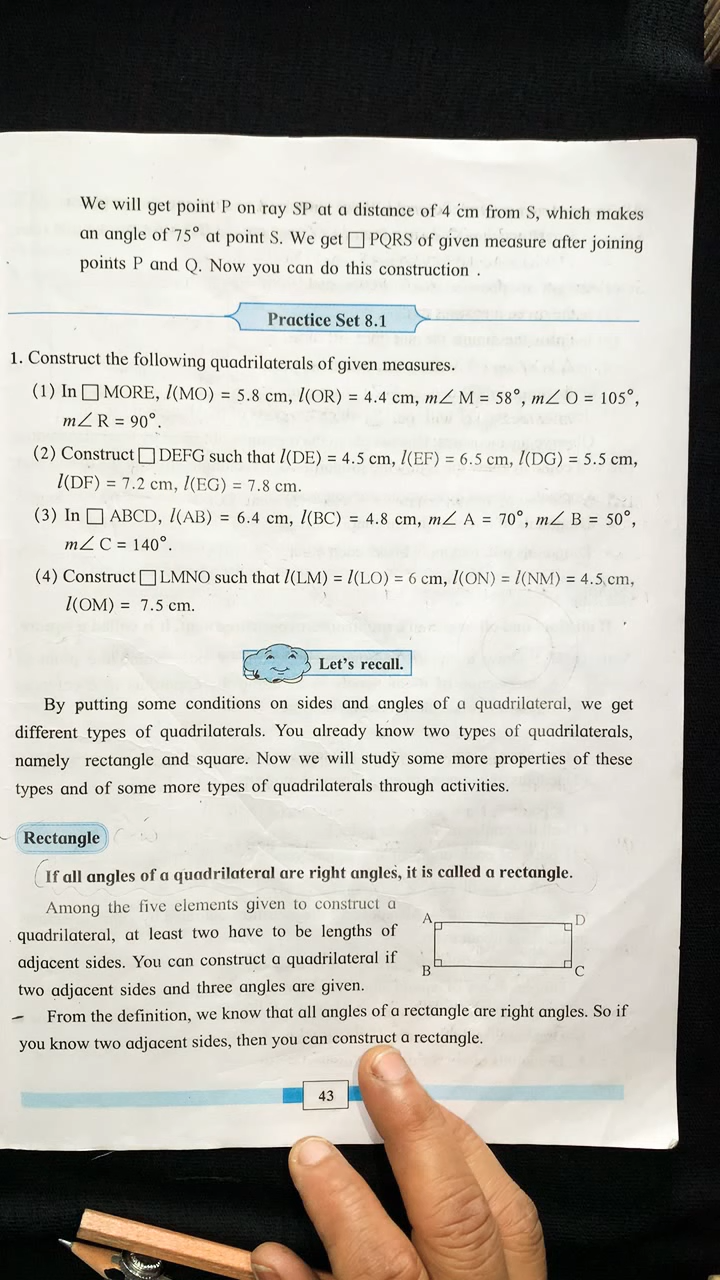 We will get point P on ray SP at a distance of 4 cm from S, which makes
an angle of 75° at point S. We get □ PQRS of given measure after joining
points P and Q. Now you can do this construction .
Practice Set 8.1
1. Construct the following quadrilaterals of given measures.
(1) In □ MORE, l(MO) = 5.8 cm, l(OR) = 4.4 cm, m∠ M = 58°, m∠ O = 105°,
m∠ R = 90°.
(2) Construct □ DEFG such that l(DE) = 4.5 cm, l(EF) = 6.5 cm, l(DG) = 5.5 cm,
l(DF) = 7.2 cm, l(EG) = 7.8 cm.
(3) In □ ABCD, l(AB) = 6.4 cm, l(BC) = 4.8 cm, m∠ A = 70°, m∠ B = 50°,
m∠ C = 140°.
(4) Construct □ LMNO such that l(LM) = l(LO) = 6 cm, l(ON) = l(NM) = 4.5 cm,
l(OM) = 7.5 cm.
Let's recall.
By putting some conditions on sides and angles of a quadrilateral, we get
different types of quadrilaterals. You already know two types of quadrilaterals,
namely rectangle and square. Now we will study some more properties of these
types and of some more types of quadrilaterals through activities.
Rectangle
If all angles of a quadrilateral are right angles, it is called a rectangle.
Among the five elements given to construct a
quadrilateral, at least two have to be lengths of
adjacent sides. You can construct a quadrilateral if
two adjacent sides and three angles are given.
A D
B C
From the definition, we know that all angles of a rectangle are right angles. So if
you know two adjacent sides, then you can construct a rectangle.
43